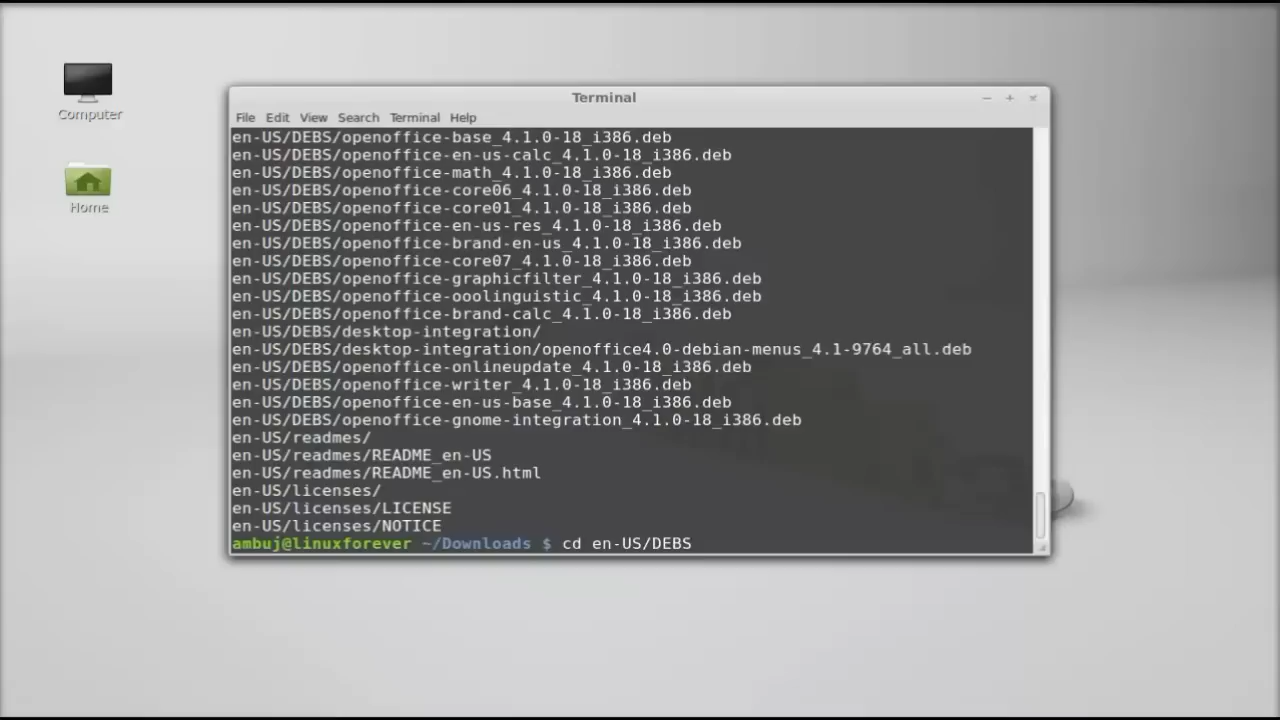 Computer
Home
Terminal
File Edit View Search Terminal Help
en-US/DEBS/openoffice-base_4.1.0-18_i386.deb
en-US/DEBS/openoffice-en-us-calc_4.1.0-18_i386.deb
en-US/DEBS/openoffice-math_4.1.0-18_i386.deb
en-US/DEBS/openoffice-core06_4.1.0-18_i386.deb
en-US/DEBS/openoffice-core01_4.1.0-18_i386.deb
en-US/DEBS/openoffice-en-us-res_4.1.0-18_i386.deb
en-US/DEBS/openoffice-brand-en-us_4.1.0-18_i386.deb
en-US/DEBS/openoffice-core07_4.1.0-18_i386.deb
en-US/DEBS/openoffice-graphicfilter_4.1.0-18_i386.deb
en-US/DEBS/openoffice-ooolinguistic_4.1.0-18_i386.deb
en-US/DEBS/openoffice-brand-calc_4.1.0-18_i386.deb
en-US/DEBS/desktop-integration/
en-US/DEBS/desktop-integration/openoffice4.0-debian-menus_4.1-9764_all.deb
en-US/DEBS/openoffice-onlineupdate_4.1.0-18_i386.deb
en-US/DEBS/openoffice-writer_4.1.0-18_i386.deb
en-US/DEBS/openoffice-en-us-base_4.1.0-18_i386.deb
en-US/DEBS/openoffice-gnome-integration_4.1.0-18_i386.deb
en-US/readmes/
en-US/readmes/README_en-US
en-US/readmes/README_en-US.html
en-US/licenses/
en-US/licenses/LICENSE
en-US/licenses/NOTICE
ambuj@linuxforever ~/Downloads $ cd en-US/DEBS